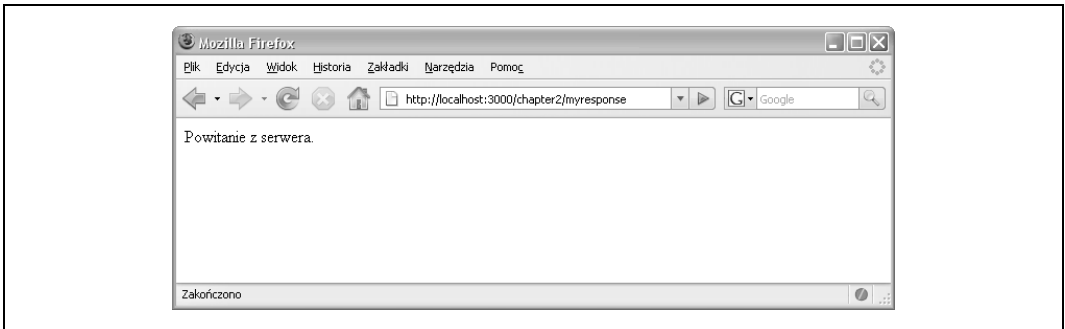 Mozilla Firefox
Plik Edycja Widok Historia Zakładki Narzędzia Pomoc
http://localhost:3000/chapter2/myresponse G Google
Powitanie z serwera.
Zakończono